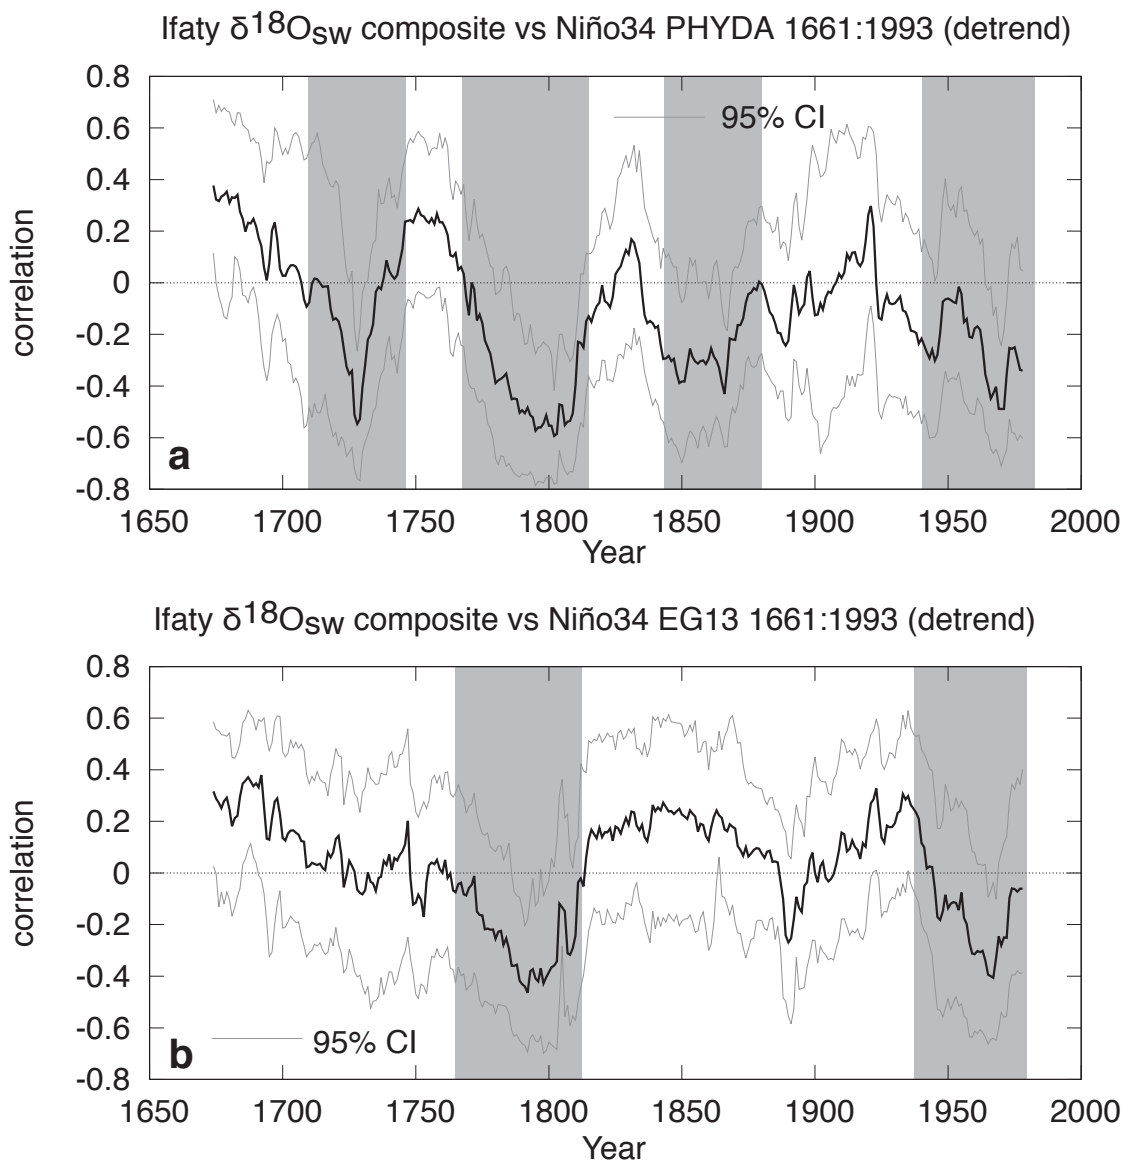 Ifaty δ18Osw composite vs Niño34 PHYDA 1661:1993 (detrend)
0.8
0.6
0.4
0.2
0
-0.2
-0.4
-0.6
-0.8
correlation
95% CI
a
1650 1700 1750 1800 1850 1900 1950 2000
Year
Ifaty δ18Osw composite vs Niño34 EG13 1661:1993 (detrend)
0.8
0.6
0.4
0.2
0
-0.2
-0.4
-0.6
-0.8
correlation
95% CI
b
1650 1700 1750 1800 1850 1900 1950 2000
Year